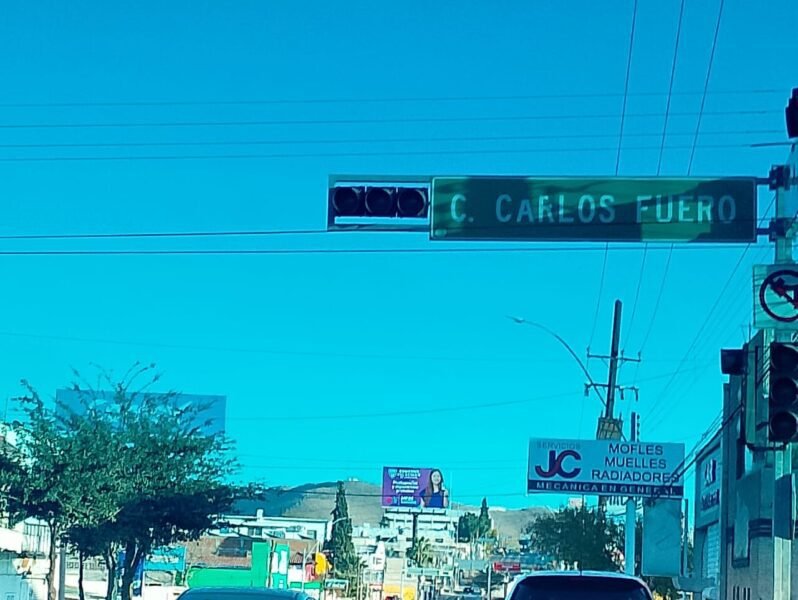 C. CARLOS FUERO
SERVICIOS
JC
MOFLES
MUELLES
RADIADORES
MECANICA EN GENERAL